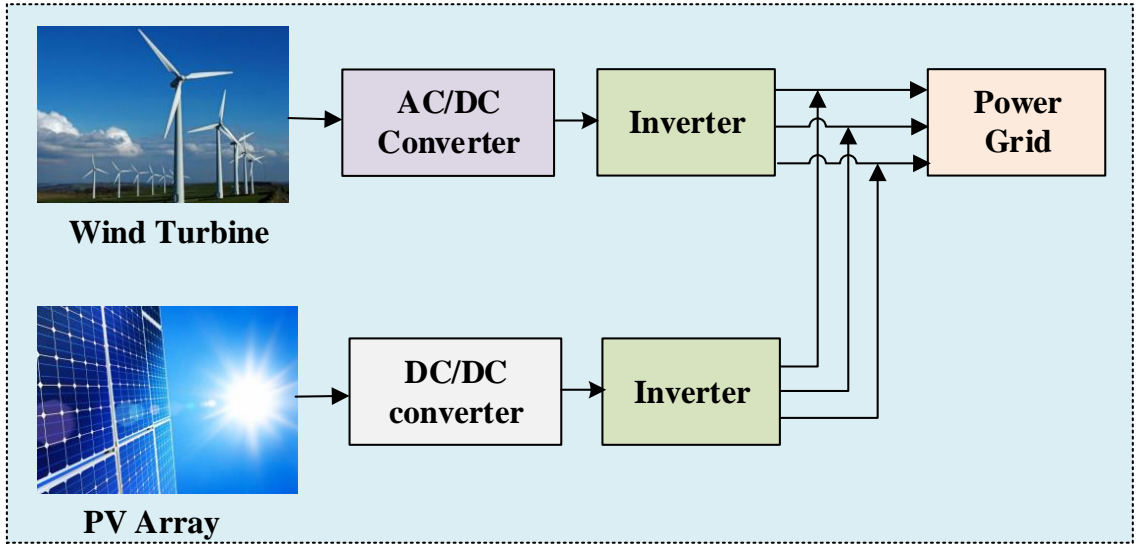 AC/DC
Converter
Inverter
Power
Grid
Wind Turbine
DC/DC
converter
Inverter
PV Array